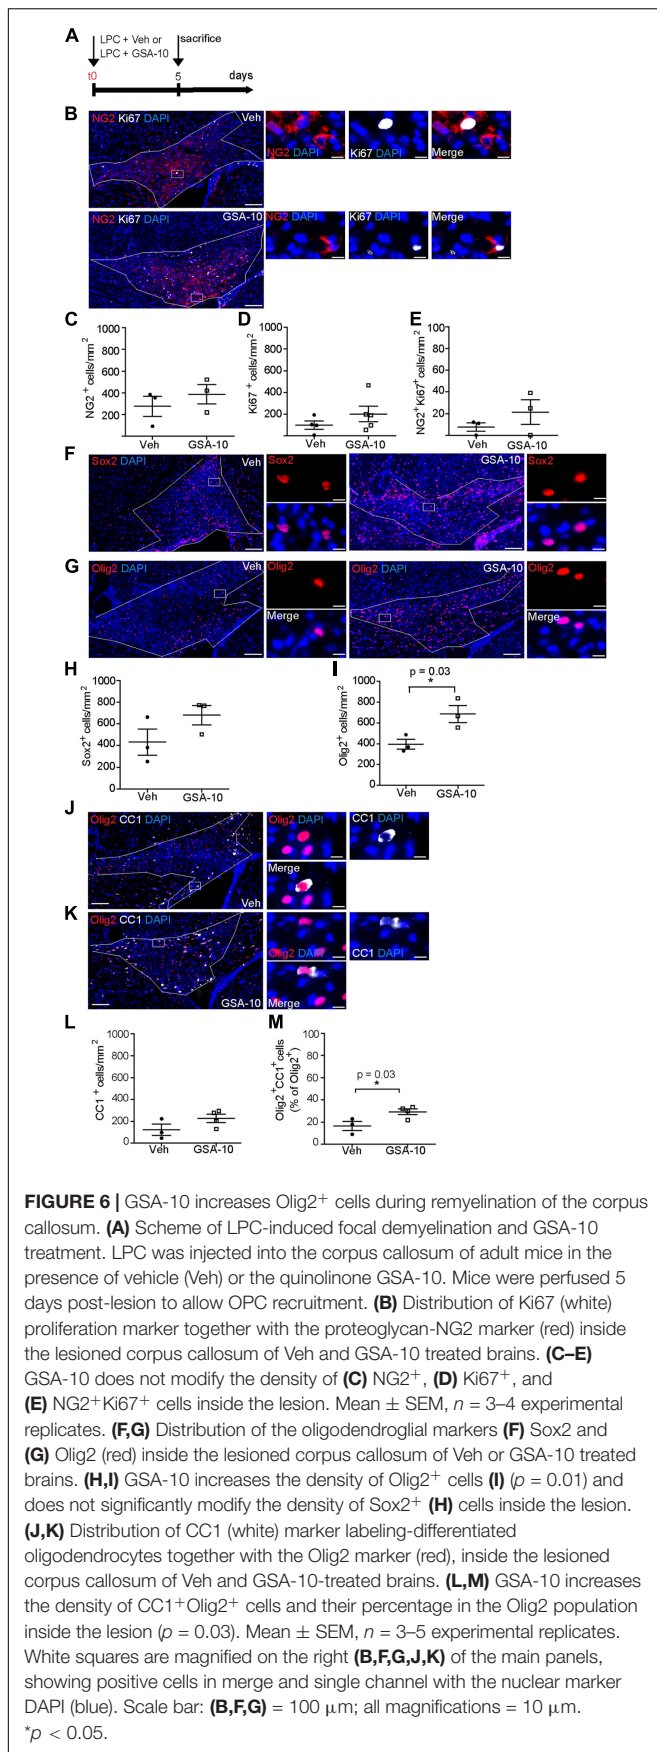 A
LPC + Veh or
LPC + GSA-10
sacrifice
t0
5
days
B
NG2 Ki67 DAPI
Veh
NG2 DAPI
Ki67 DAPI
Merge
NG2 Ki67 DAPI
GSA-10
NG2 DAPI
Ki67 DAPI
Merge
C
NG2 + cells/mm2
1000
800
600
400
200
Veh
GSA-10
D
Ki67 + cells/mm2
1000
800
600
400
200
0
Veh
GSA-10
E
NG2+Ki67+ cells/mm2
100
80
60
40
20
0
Veh
GSA-10
F
Sox2 DAPI
Veh
Sox2
GSA-10
Sox2
G
Olig2 DAPI
Veh
Olig2
Merge
Olig2 DAPI
GSA-10
Olig2
Merge
H
Sox2+ cells/mm2
1000
800
600
400
200
0
Veh
GSA-10
I
p = 0.03
*
Olig2+ cells/mm2
1000
800
600
400
200
0
Veh
GSA-10
J
Olig2 CC1 DAPI
Veh
Olig2 DAPI
CC1 DAPI
Merge
K
Olig2 CC1 DAPI
GSA-10
Olig2 DAPI
CC1 DAPI
Merge
L
CC1 + cells/mm2
1000
800
600
400
200
0
Veh
GSA-10
M
Olig2+CC1+cells
(% of Olig2+)
100
80
60
40
20
0
p = 0.03
*
Veh
GSA-10
FIGURE 6 | GSA-10 increases Olig2+ cells during remyelination of the corpus
callosum. (A) Scheme of LPC-induced focal demyelination and GSA-10
treatment. LPC was injected into the corpus callosum of adult mice in the
presence of vehicle (Veh) or the quinolinone GSA-10. Mice were perfused 5
days post-lesion to allow OPC recruitment. (B) Distribution of Ki67 (white)
proliferation marker together with the proteoglycan-NG2 marker (red) inside
the lesioned corpus callosum of Veh and GSA-10 treated brains. (C–E)
GSA-10 does not modify the density of (C) NG2+, (D) Ki67+, and
(E) NG2+Ki67+ cells inside the lesion. Mean ± SEM, n = 3–4 experimental
replicates. (F,G) Distribution of the oligodendroglial markers (F) Sox2 and
(G) Olig2 (red) inside the lesioned corpus callosum of Veh or GSA-10 treated
brains. (H,I) GSA-10 increases the density of Olig2+ cells (I) (p = 0.01) and
does not significantly modify the density of Sox2+ (H) cells inside the lesion.
(J,K) Distribution of CC1 (white) marker labeling-differentiated
oligodendrocytes together with the Olig2 marker (red), inside the lesioned
corpus callosum of Veh and GSA-10-treated brains. (L,M) GSA-10 increases
the density of CC1+Olig2+ cells and their percentage in the Olig2 population
inside the lesion (p = 0.03). Mean ± SEM, n = 3–5 experimental replicates.
White squares are magnified on the right (B,F,G,J,K) of the main panels,
showing positive cells in merge and single channel with the nuclear marker
DAPI (blue). Scale bar: (B,F,G) = 100 μm; all magnifications = 10 μm.
*p < 0.05.